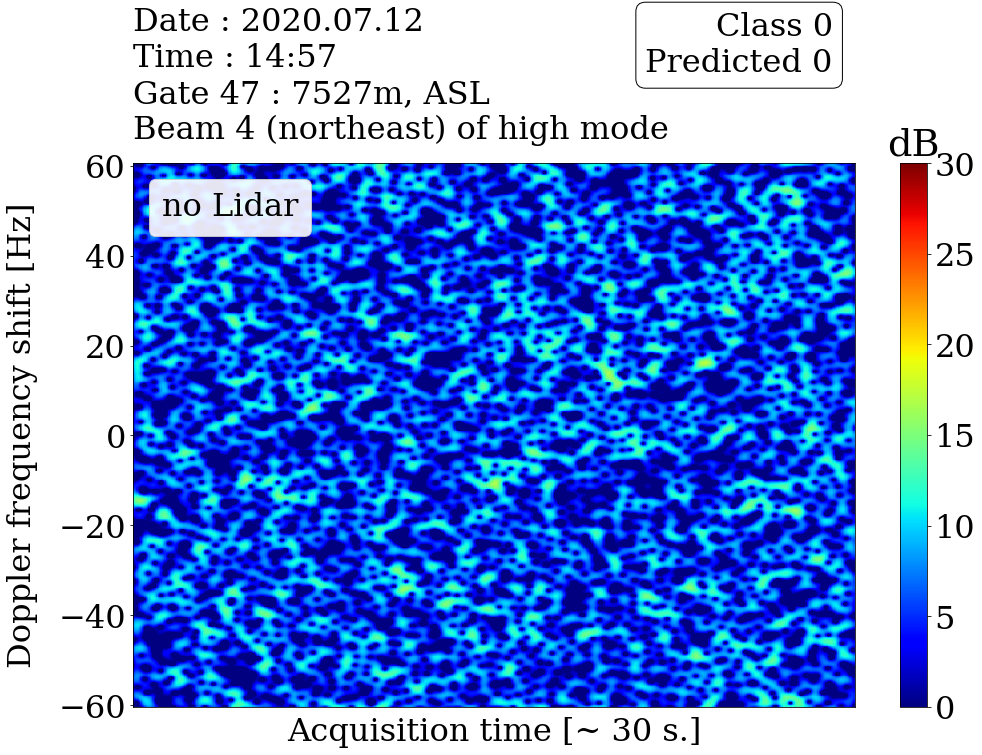 Date : 2020.07.12
Time : 14:57
Gate 47 : 7527m, ASL
Beam 4 (northeast) of high mode
Class 0
Predicted 0
dB
no Lidar
Doppler frequency shift [Hz]
60
40
20
0
−20
−40
−60
30
25
20
15
10
5
0
Acquisition time [~ 30 s.]